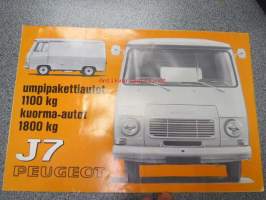 umpipakettiautot
1100 kg
kuorma-autot
1800 kg
J7
PEUGEOT